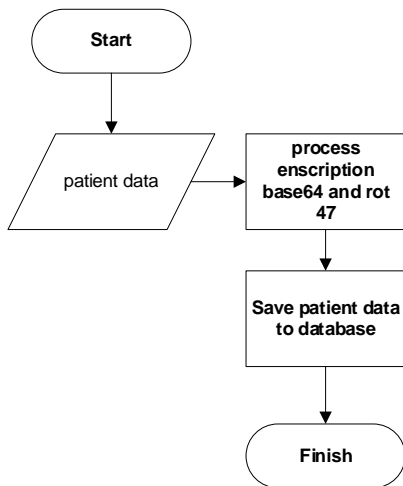 Start
patient data
process
enscription
base64 and rot
47
Save patient data
to database
Finish